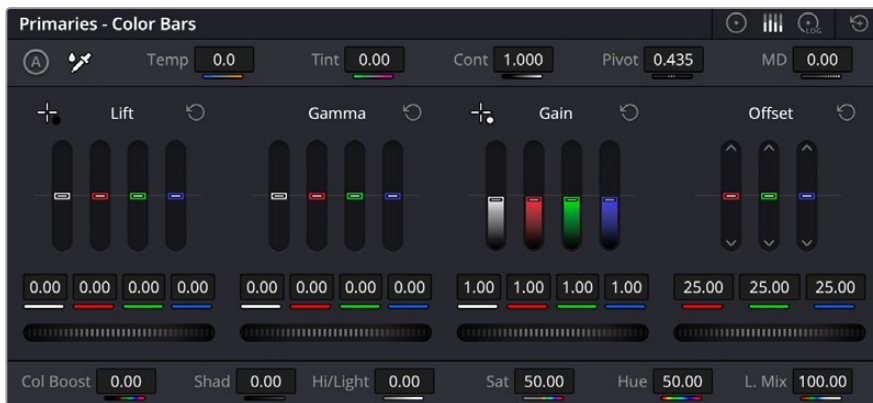 Primaries - Color Bars
LOG
A Temp 0.0 Tint 0.00 Cont 1.000 Pivot 0.435 MD 0.00
Lift Gamma Gain Offset
0.00 0.00 0.00 0.00 0.00 0.00 0.00 0.00 1.00 1.00 1.00 1.00 25.00 25.00 25.00
Col Boost 0.00 Shad 0.00 Hi/Light 0.00 Sat 50.00 Hue 50.00 L. Mix 100.00